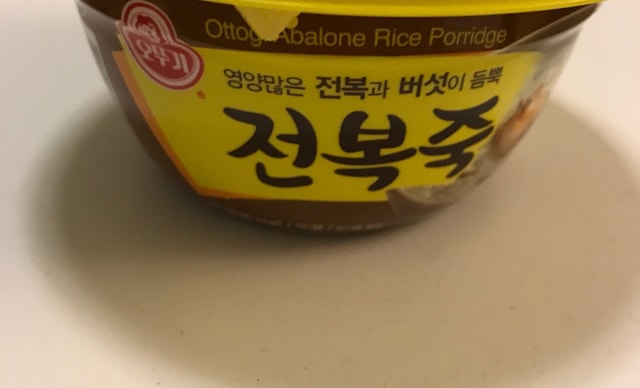 Ottogi Abalone Rice Porridge
오뚜기
영양많은 전복과 버섯이 듬뿍
전복죽